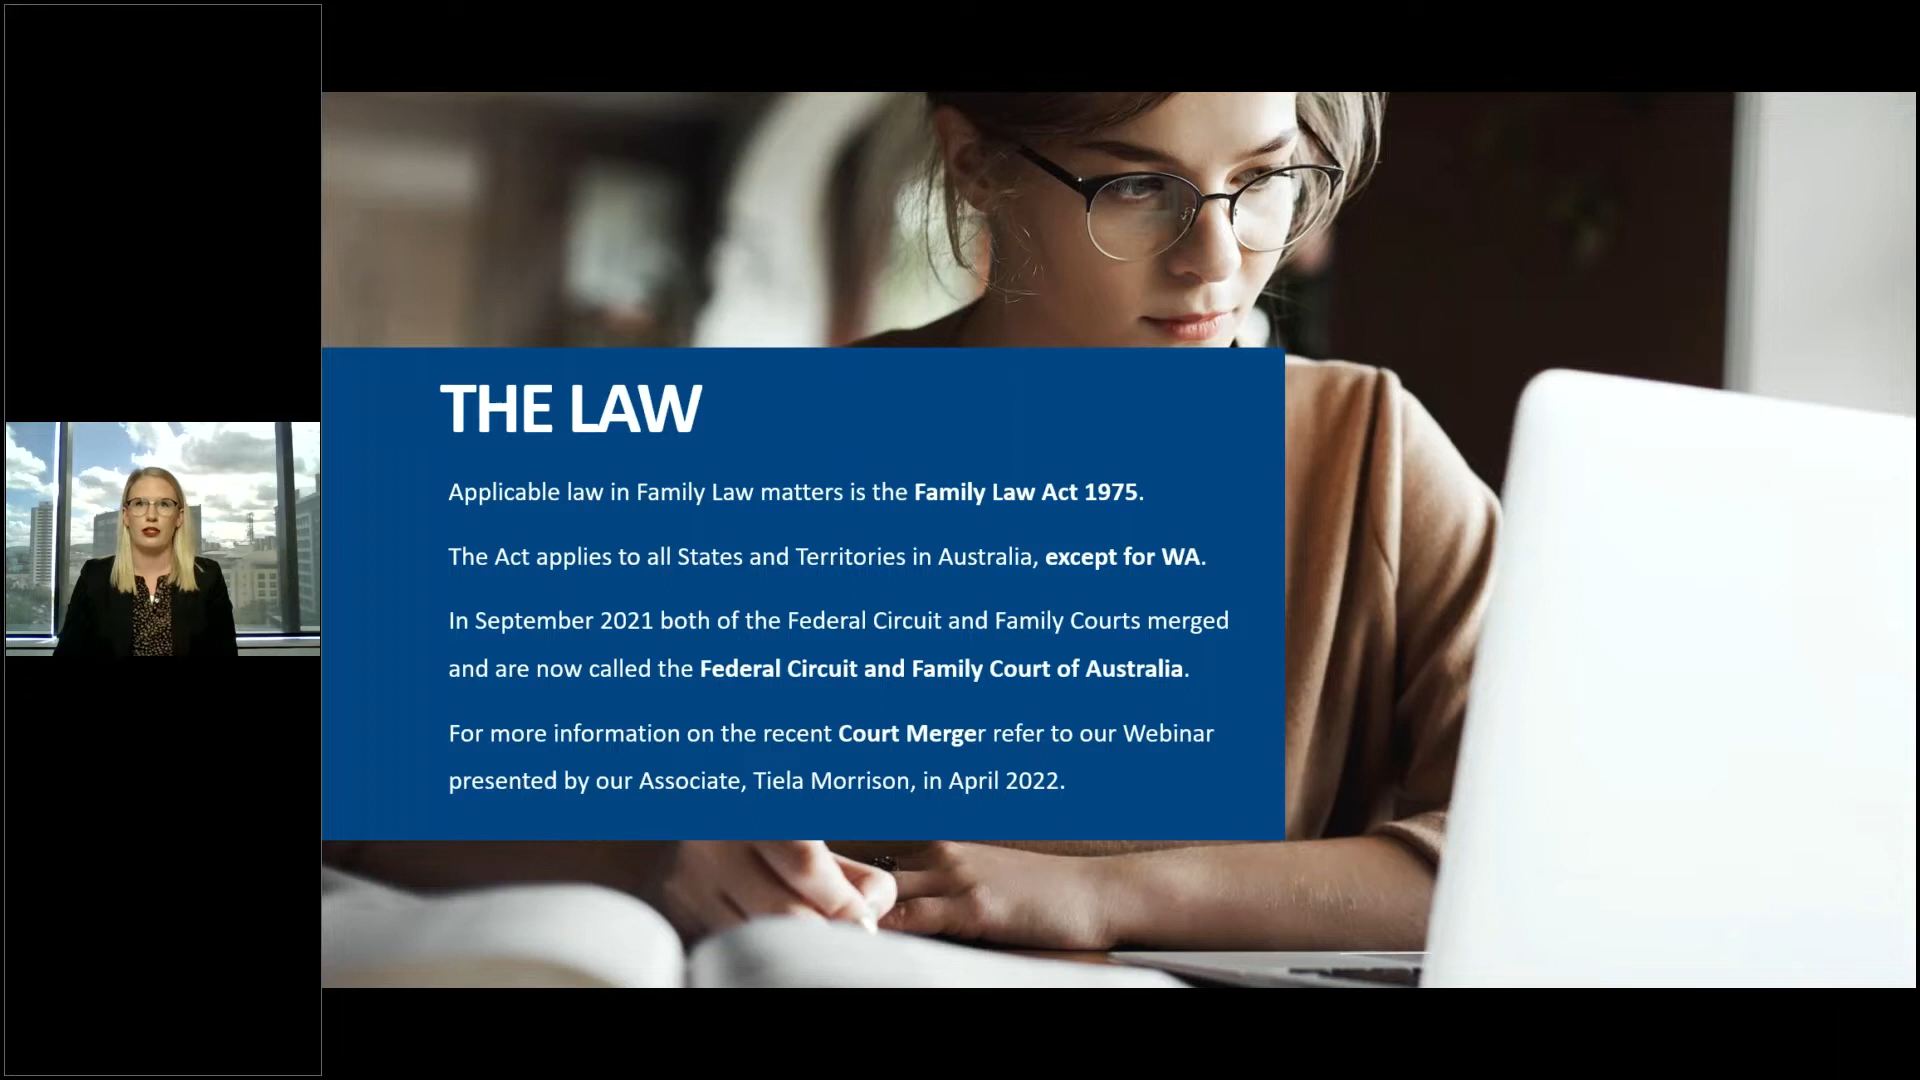 THE LAW
Applicable law in Family Law matters is the Family Law Act 1975.
The Act applies to all States and Territories in Australia, except for WA.
In September 2021 both of the Federal Circuit and Family Courts merged
and are now called the Federal Circuit and Family Court of Australia.
For more information on the recent Court Merger refer to our Webinar
presented by our Associate, Tiela Morrison, in April 2022.